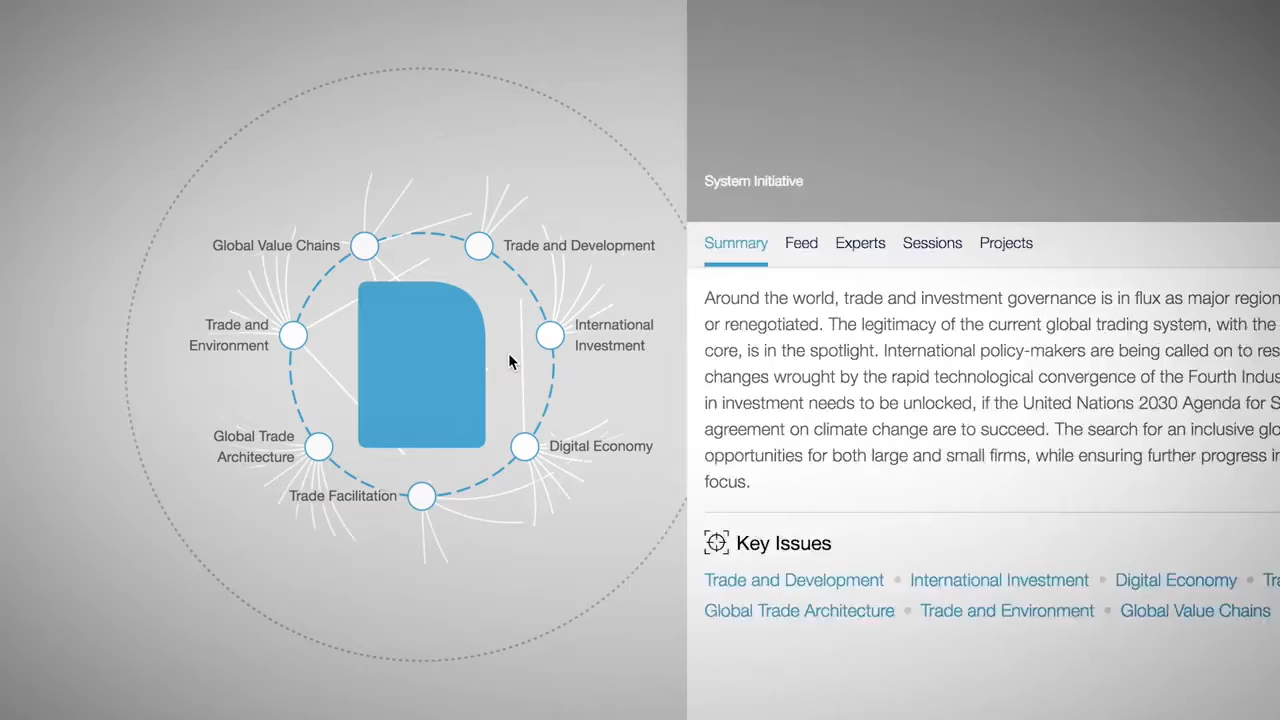 Global Value Chains
Trade and Development
Trade and
Environment
International
Investment
Global Trade
Architecture
Digital Economy
Trade Facilitation
System Initiative
Summary Feed Experts Sessions Projects
Around the world, trade and investment governance is in flux as major
or renegotiated. The legitimacy of the current global trading system, with the
core, is in the spotlight. International policy-makers are being called on to
changes wrought by the rapid technological convergence of the Fourth
in investment needs to be unlocked, if the United Nations 2030 Agenda for
agreement on climate change are to succeed. The search for an inclusive
opportunities for both large and small firms, while ensuring further progress
focus.
Key Issues
Trade and Development • International Investment • Digital Economy •
Global Trade Architecture • Trade and Environment • Global Value Chains